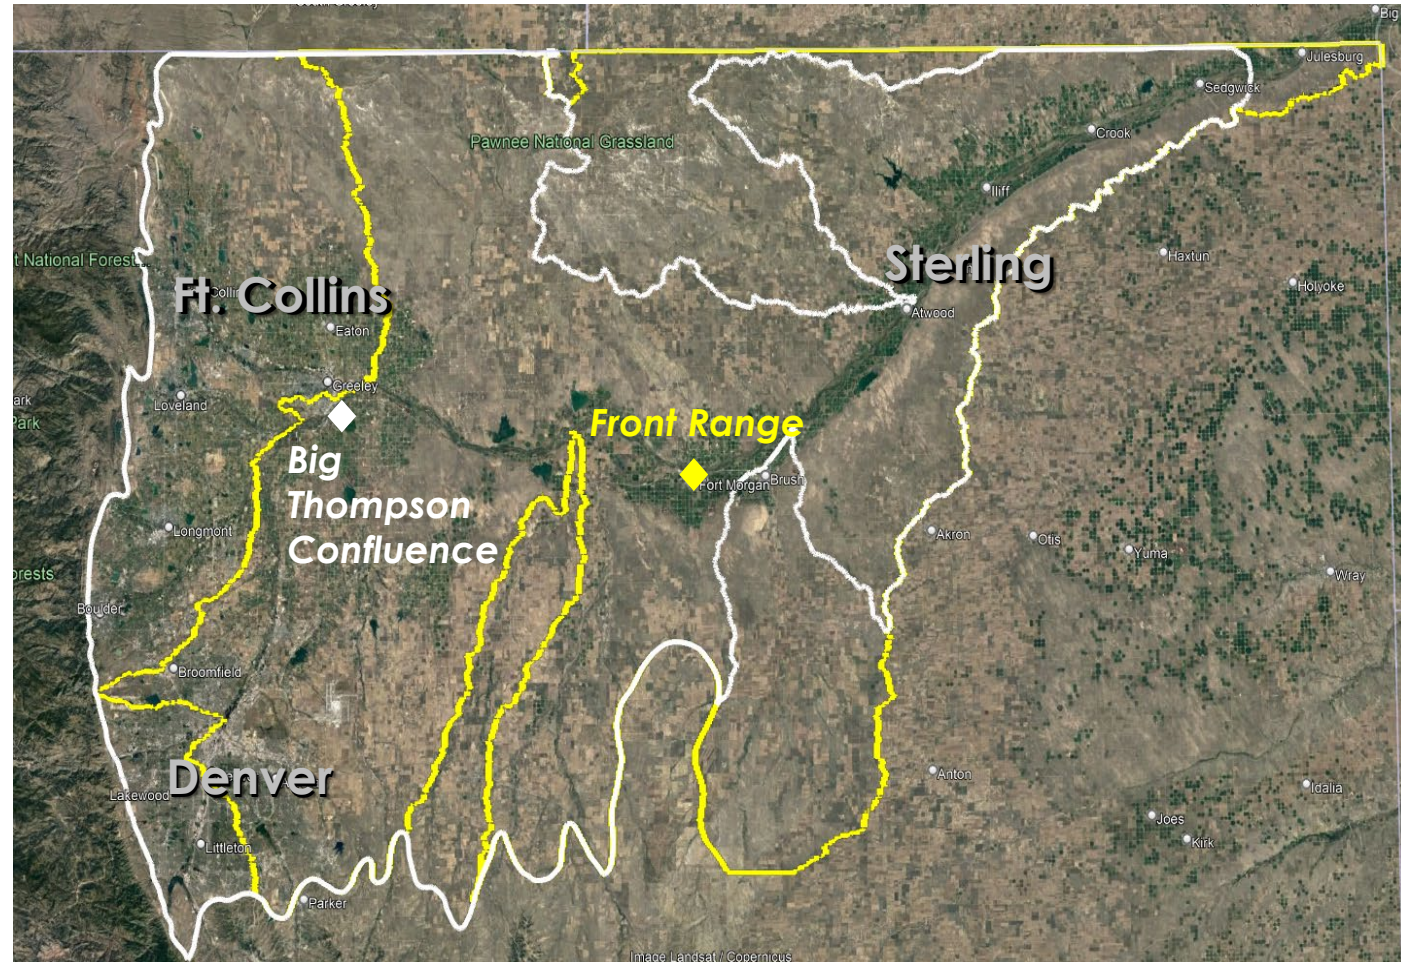 Big
Julesburg
Sedgwick
Pawnee National Grassland
Crook
Iliff
t National Forest
Sterling
Haxtun
Ft. Collins
Holyoke
Atwood
Eaton
Greeley
ark
Loveland
Park
Front Range
Big
Thompson
Confluence
Fort Morgan
Brush
Longmont
Akron
Otis
Yuma
orests
Wray
Boulder
Broomfield
Denver
Anton
Lakewood
Idalia
Joes
Kirk
Littleton
Parker
Image Landsat / Copernicus